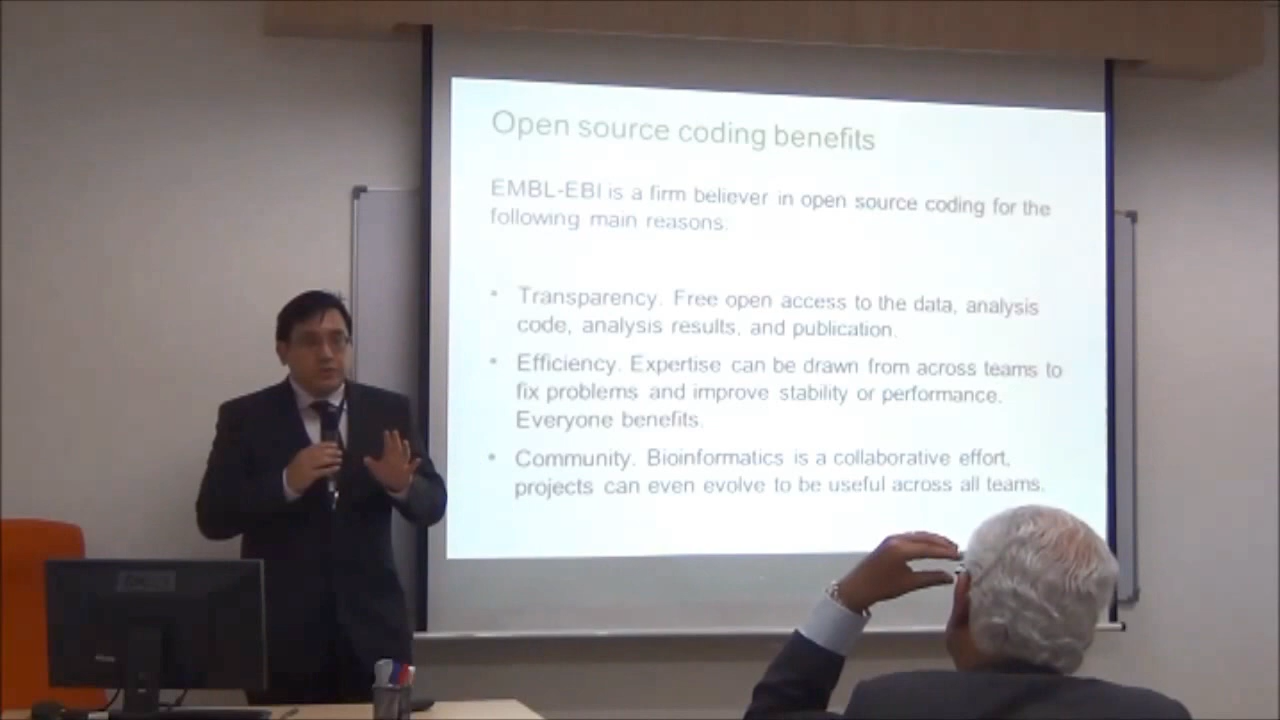 Open source coding benefits
EMBL-EBI is a firm believer in open source coding for the
following main reasons:
• Transparency. Free open access to the data, analysis
code, analysis results, and publication.
• Efficiency. Expertise can be drawn from across teams to
fix problems and improve stability or performance.
Everyone benefits.
• Community. Bioinformatics is a collaborative effort,
projects can even evolve to be useful across all teams.